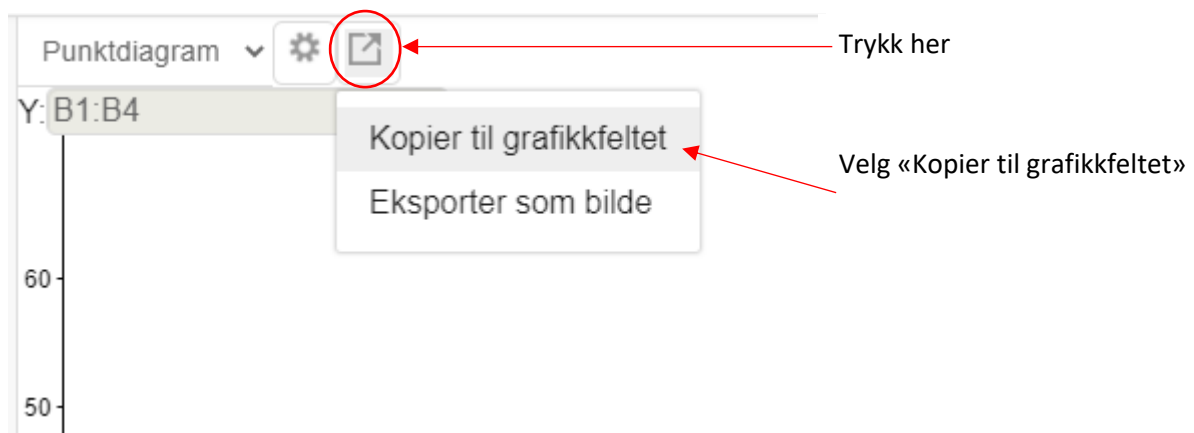 Punktdiagram
Trykk her
Y: B1:B4
Kopier til grafikkfeltet
Velg «Kopier til grafikkfeltet»
Eksporter som bilde
60
50